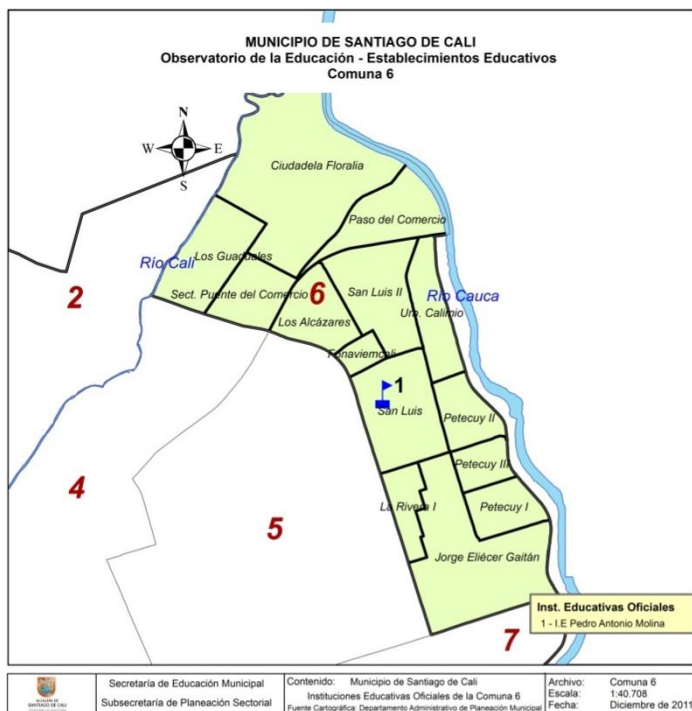 MUNICIPIO DE SANTIAGO DE CALI
Observatorio de la Educación - Establecimientos Educativos
Comuna 6
N
W E
S
Ciudadela Floralia
Paso del Comercio
Los Guaduales
Río Cali
2
Sect. Puente del Comercio
6
San Luis II
Río Cauca
Urb. Calimio
Los Alcázares
Fonaviemcali
1
San Luis
Petecuy II
Petecuy III
4
La Rivera I
Petecuy I
5
Jorge Eliécer Gaitán
7
Inst. Educativas Oficiales
1 - I.E Pedro Antonio Molina
ALCALDÍA DE
SANTIAGO DE CALI
Secretaría de Educación Municipal
Subsecretaría de Planeación Sectorial
Contenido: Municipio de Santiago de Cali
Instituciones Educativas Oficiales de la Comuna 6
Fuente Cartográfica: Departamento Administrativo de Planeación Municipal
Archivo: Comuna 6
Escala: 1:40.708
Fecha: Diciembre de 2011